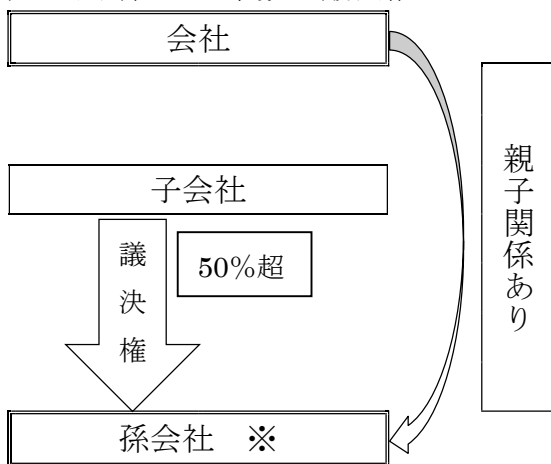 会社
子会社
議決権
50%超
親子関係あり
孫会社 ※